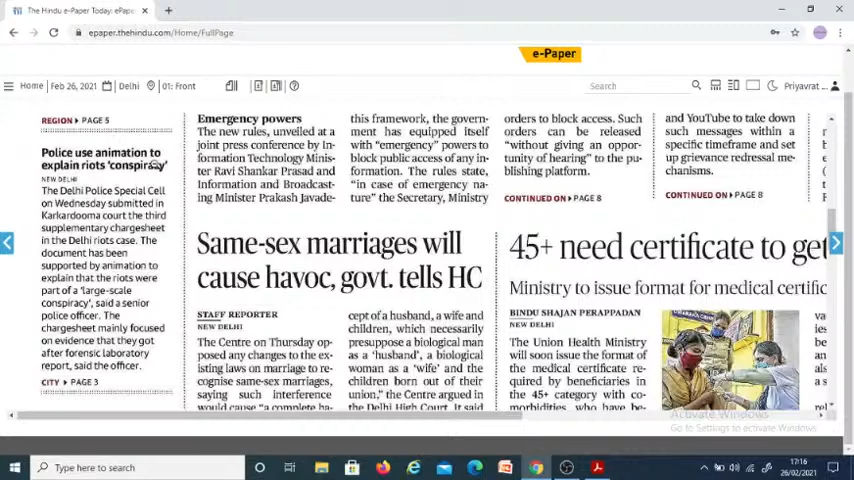 The Hindu e-Paper Today: ePape
epaper.thehindu.com/Home/FullPage
e-Paper
Home Feb 26, 2021 Delhi 01: Front
Search
Priyavrat ...
REGION PAGE 5
Police use animation to
explain riots 'conspiracy'
NEW DELHI
The Delhi Police Special Cell
on Wednesday submitted in
Karkardooma court the third
supplementary chargesheet
in the Delhi riots case. The
document has been
supported by animation to
explain that the riots were
part of a 'large-scale
conspiracy', said a senior
police officer. The
chargesheet mainly focused
on evidence that they got
after forensic laboratory
report, said the officer.
CITY PAGE 3
Emergency powers
The new rules, unveiled at a
joint press conference by In-
formation Technology Minis-
ter Ravi Shankar Prasad and
Information and Broadcast-
ing Minister Prakash Javade-
this framework, the govern-
ment has equipped itself
with "emergency" powers to
block public access of any in-
formation. The rules state,
"in case of emergency na-
ture" the Secretary, Ministry
orders to block access. Such
orders can be released
"without giving an oppor-
tunity of hearing" to the pu-
blishing platform.
CONTINUED ON PAGE 8
and YouTube to take down
such messages within a
specific timeframe and set
up grievance redressal me-
chanisms.
CONTINUED ON PAGE 8
Same-sex marriages will
cause havoc, govt. tells HC
STAFF REPORTER
NEW DELHI
The Centre on Thursday op-
posed any changes to the ex-
isting laws on marriage to re-
cognise same-sex marriages,
saying such interference
would cause "a complete ha-
cept of a husband, a wife and
children, which necessarily
presuppose a biological man
as a 'husband', a biological
woman as a 'wife' and the
children born out of their
union," the Centre argued in
the Delhi High Court. It said
45+ need certificate to get
Ministry to issue format for medical certific
BINDU SHAJAN PERAPPADAN
NEW DELHI
The Union Health Ministry
will soon issue the format of
the medical certificate re-
quired by beneficiaries in
the 45+ category with co-
morbidities, who have be-
Activate Windows
Go to Settings to activate Windows.
Type here to search
17:16
26/02/2021